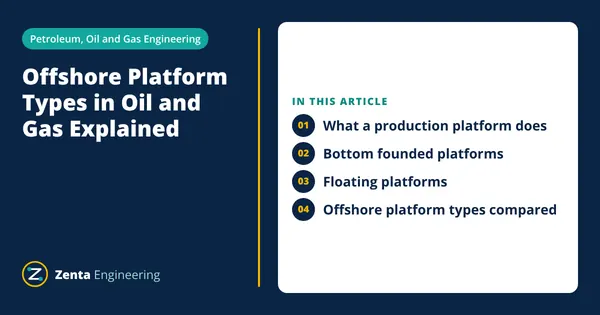 Petroleum, Oil and Gas Engineering
Offshore Platform
Types in Oil and
Gas Explained
Zenta Engineering
IN THIS ARTICLE
01 What a production platform does
02 Bottom founded platforms
03 Floating platforms
04 Offshore platform types compared